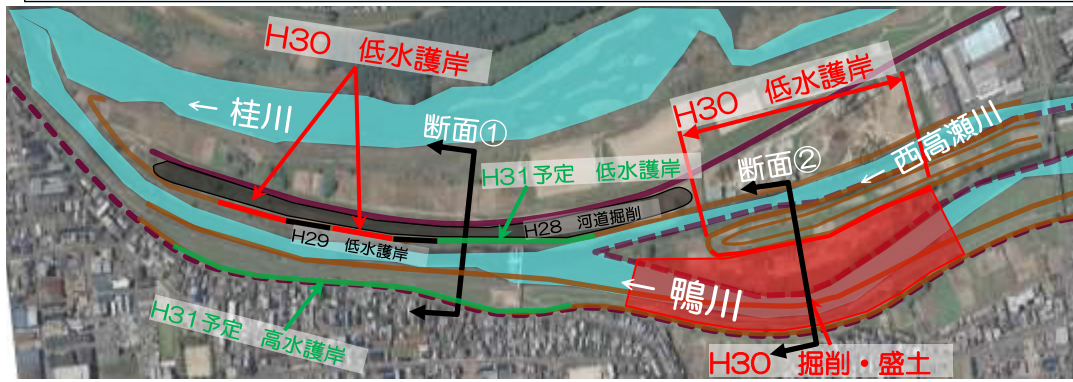 H30 低水護岸
H30 低水護岸
← 桂川
断面①
断面②
← 西高瀬川
H31予定 低水護岸
H28 河道掘削
H29 低水護岸
← 鴨川
H31予定 高水護岸
H30 掘削・盛土